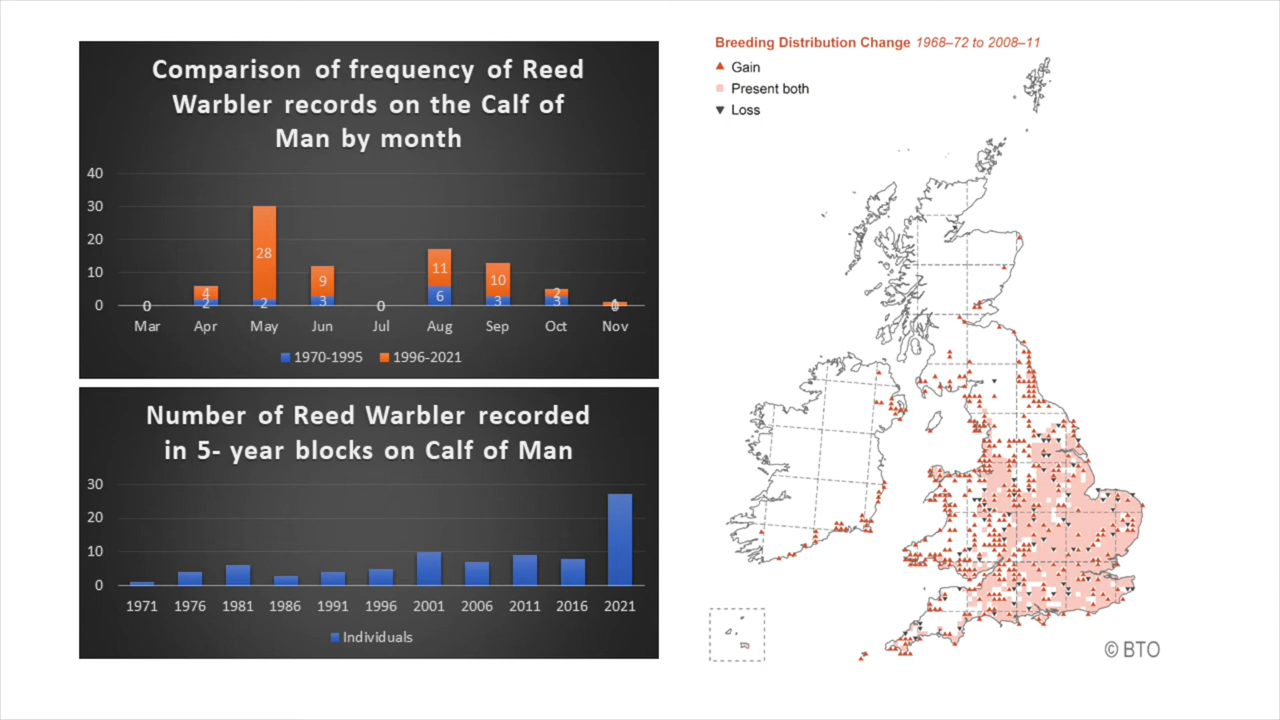 Comparison of frequency of Reed
Warbler records on the Calf of
Man by month
40
30
20
10
0
0
4
2
28
2
9
3
0
11
6
10
3
2
3
Mar Apr May Jun Jul Aug Sep Oct Nov
1970-1995 1996-2021
Number of Reed Warbler recorded
in 5- year blocks on Calf of Man
30
20
10
0
1971 1976 1981 1986 1991 1996 2001 2006 2011 2016 2021
Individuals
Breeding Distribution Change 1968–72 to 2008–11
Gain
Present both
Loss
© BTO